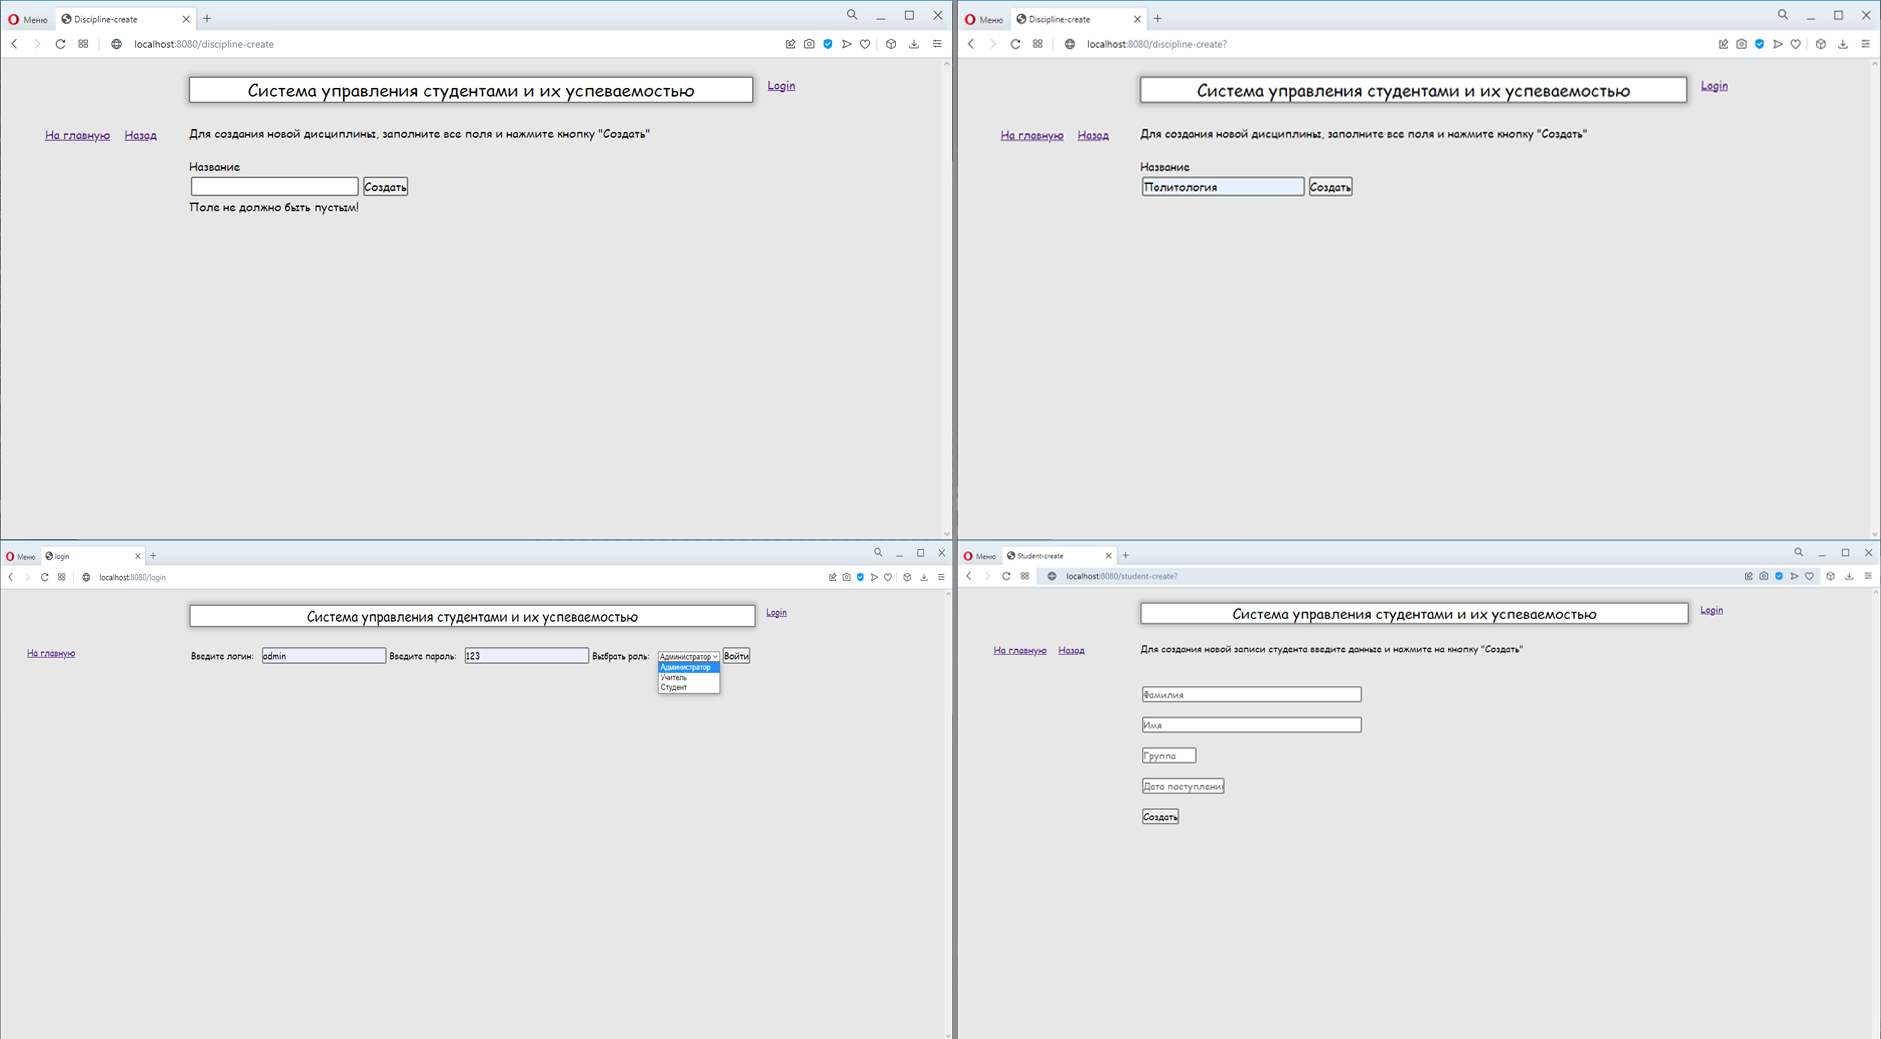 Меню
Discipline-create
localhost:8080/discipline-create
Система управления студентами и их успеваемостью
Login
На главную
Назад
Для создания новой дисциплины, заполните все поля и нажмите кнопку "Создать"
Название
Создать
Поле не должно быть пустым!
Меню
Discipline-create
localhost:8080/discipline-create?
Система управления студентами и их успеваемостью
Login
На главную
Назад
Для создания новой дисциплины, заполните все поля и нажмите кнопку "Создать"
Название
Политология
Создать
Меню
login
localhost:8080/login
Система управления студентами и их успеваемостью
Login
На главную
Введите логин: admin Введите пароль: 123 Выбрать роль: Администратор Войти
Администратор
Учитель
Студент
Меню
Student-create
localhost:8080/student-create?
Система управления студентами и их успеваемостью
Login
На главную
Назад
Для создания новой записи студента введите данные и нажмите на кнопку "Создать"
Фамилия
Имя
Группа
Дата поступлени
Создать